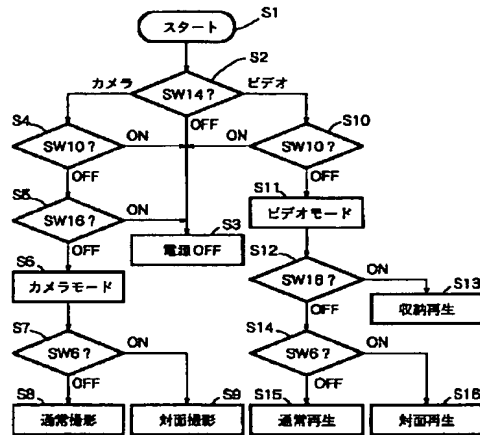 S1
スタート
S2
カメラ
SW14?
ビデオ
OFF
S4
SW10?
ON
OFF
S10
SW10?
ON
OFF
S5
SW16?
ON
OFF
S3
電源OFF
S11
ビデオモード
S6
カメラモード
S12
SW16?
ON
OFF
S13
収納再生
S7
SW6?
ON
OFF
S14
SW6?
ON
OFF
S8
通常撮影
S9
対面撮影
S15
通常再生
S16
対面再生